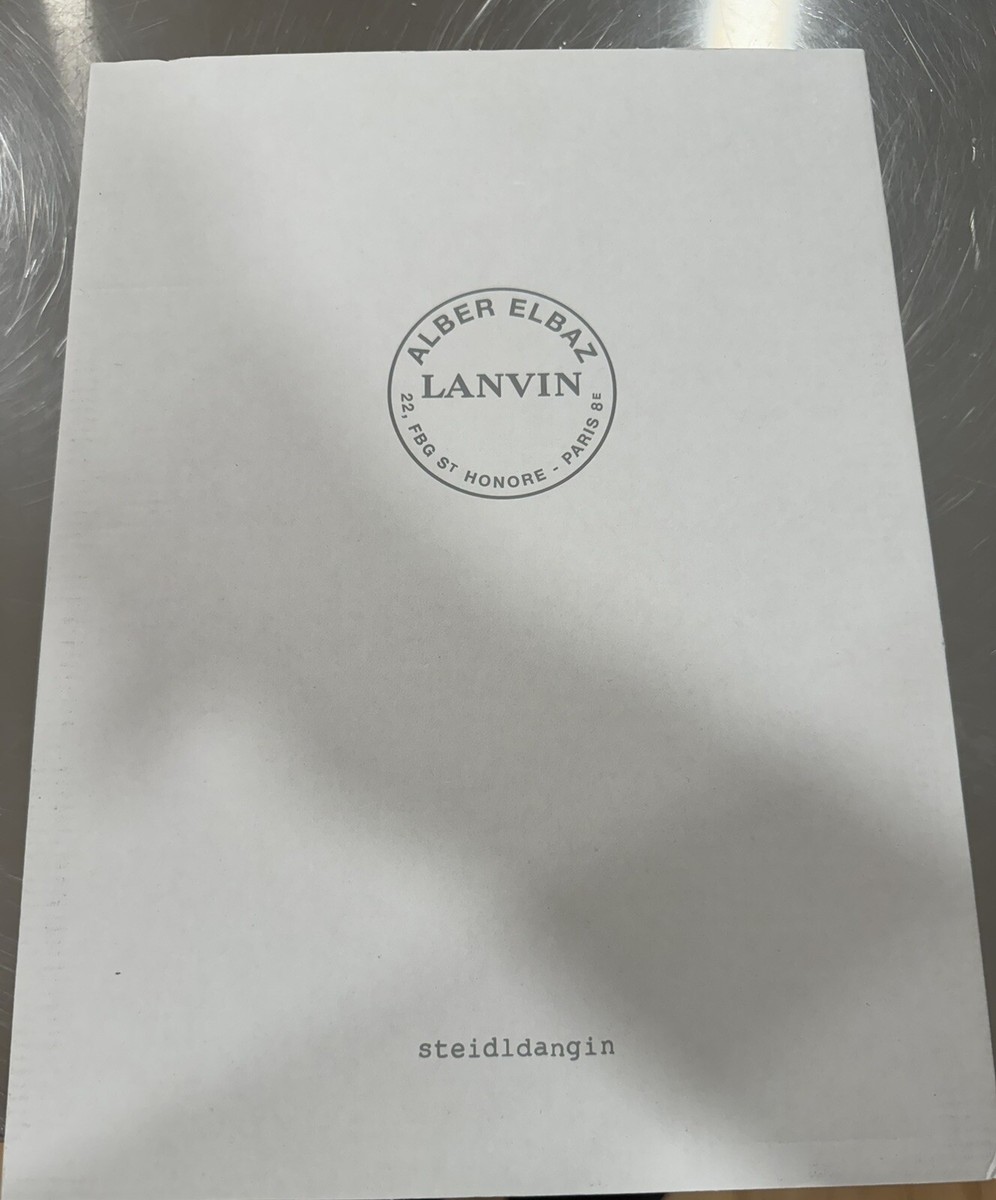 ALBER ELBAZ
LANVIN
22, FBG ST HONORE - PARIS 8E
steidldangin